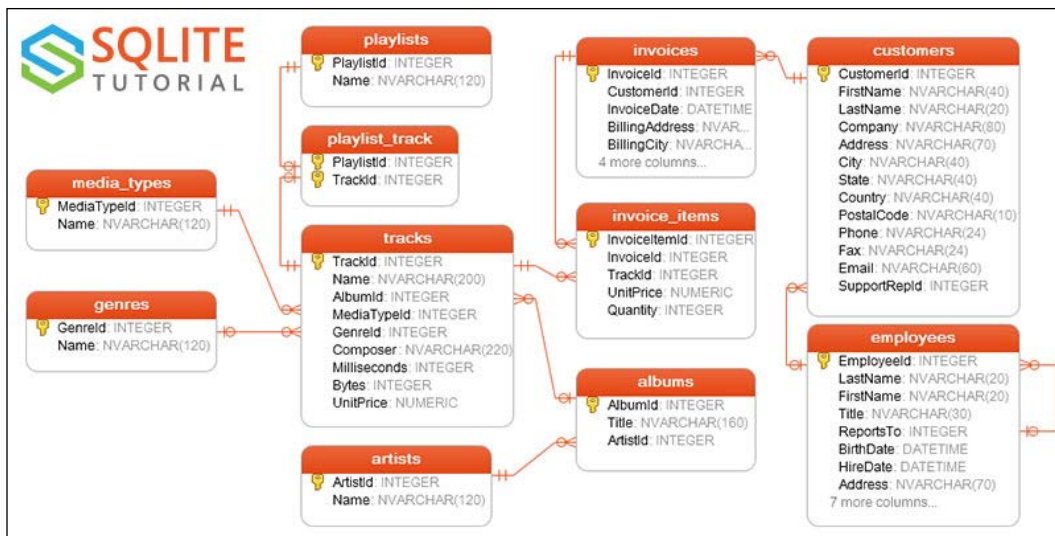 SQLITE
TUTORIAL
playlists
PlaylistId: INTEGER
Name: NVARCHAR(120)
playlist_track
PlaylistId: INTEGER
TrackId: INTEGER
media_types
MediaTypeId: INTEGER
Name: NVARCHAR(120)
genres
GenreId: INTEGER
Name: NVARCHAR(120)
tracks
TrackId: INTEGER
Name: NVARCHAR(200)
AlbumId: INTEGER
MediaTypeId: INTEGER
GenreId: INTEGER
Composer: NVARCHAR(220)
Milliseconds: INTEGER
Bytes: INTEGER
UnitPrice: NUMERIC
artists
ArtistId: INTEGER
Name: NVARCHAR(120)
invoices
InvoiceId: INTEGER
CustomerId: INTEGER
InvoiceDate: DATETIME
BillingAddress: NVAR...
BillingCity: NVARCHA...
4 more columns...
invoice_items
InvoiceItemId: INTEGER
InvoiceId: INTEGER
TrackId: INTEGER
UnitPrice: NUMERIC
Quantity: INTEGER
albums
AlbumId: INTEGER
Title: NVARCHAR(160)
ArtistId: INTEGER
customers
CustomerId: INTEGER
FirstName: NVARCHAR(40)
LastName: NVARCHAR(20)
Company: NVARCHAR(80)
Address: NVARCHAR(70)
City: NVARCHAR(40)
State: NVARCHAR(40)
Country: NVARCHAR(40)
PostalCode: NVARCHAR(10)
Phone: NVARCHAR(24)
Fax: NVARCHAR(24)
Email: NVARCHAR(60)
SupportRepId: INTEGER
employees
EmployeeId: INTEGER
LastName: NVARCHAR(20)
FirstName: NVARCHAR(20)
Title: NVARCHAR(30)
ReportsTo: INTEGER
BirthDate: DATETIME
HireDate: DATETIME
Address: NVARCHAR(70)
7 more columns...